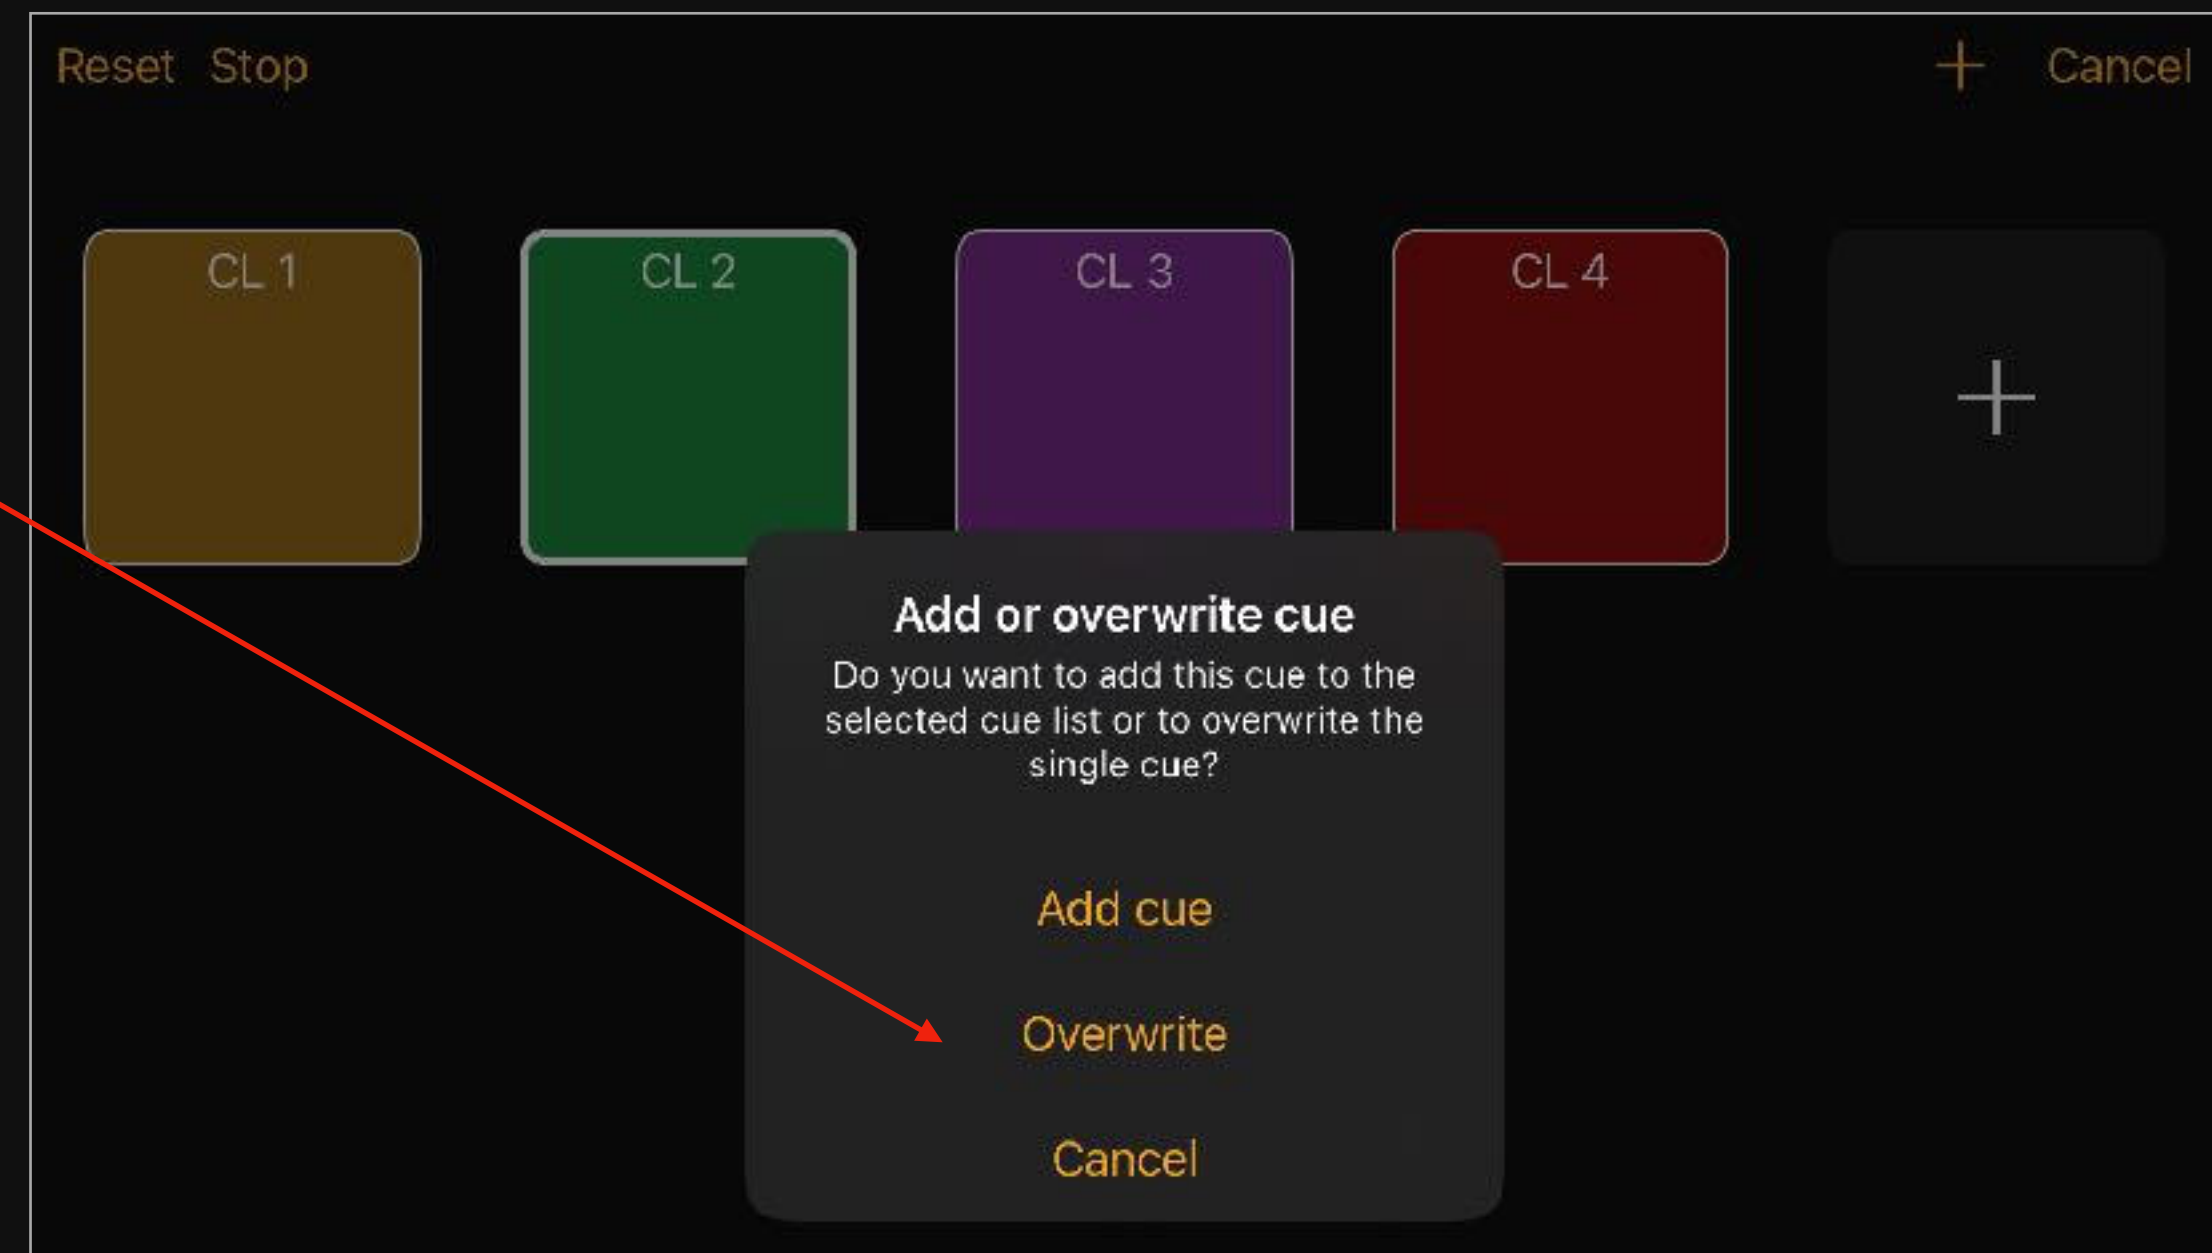 Reset Stop + Cancel
CL 1 CL 2 CL 3 CL 4
+
Add or overwrite cue
Do you want to add this cue to the
selected cue list or to overwrite the
single cue?
Add cue
Overwrite
Cancel